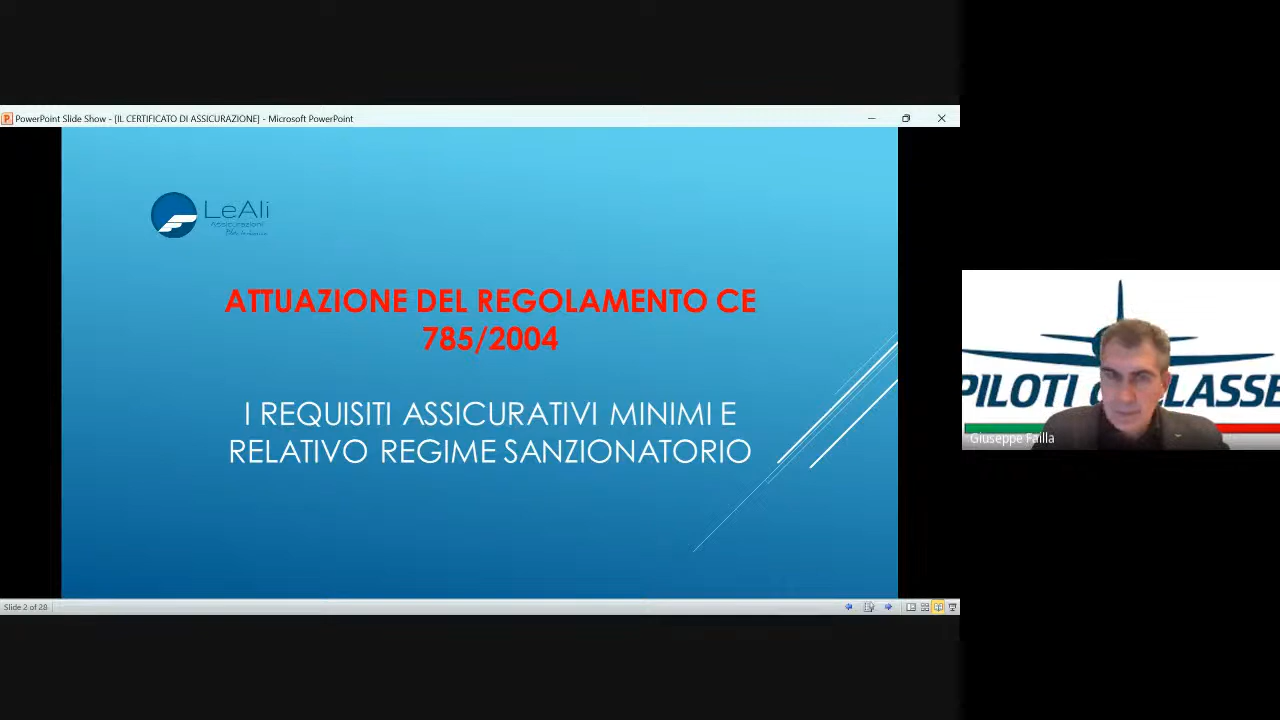 PowerPoint Slide Show - [IL CERTIFICATO DI ASSICURAZIONE] - Microsoft PowerPoint
LeAli
Assicurazioni
ATTUAZIONE DEL REGOLAMENTO CE
785/2004
I REQUISITI ASSICURATIVI MINIMI E
RELATIVO REGIME SANZIONATORIO
Slide 2 of 28
PILOTI LASSE
Giuseppe Failla